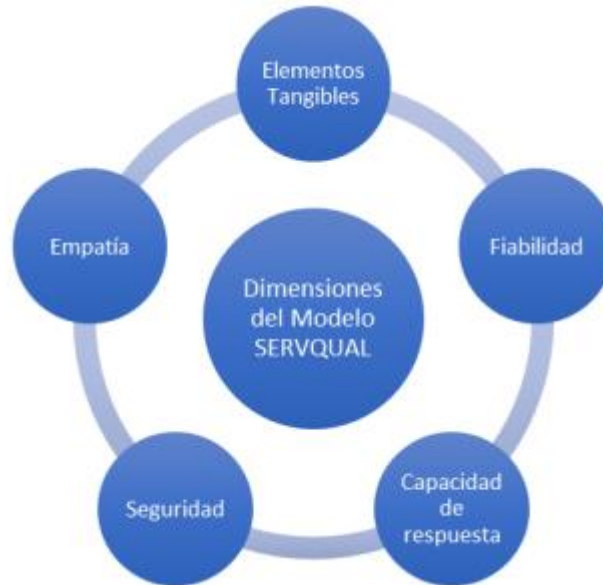 Elementos
Tangibles
Empatía
Fiabilidad
Dimensiones
del Modelo
SERVQUAL
Seguridad
Capacidad
de
respuesta